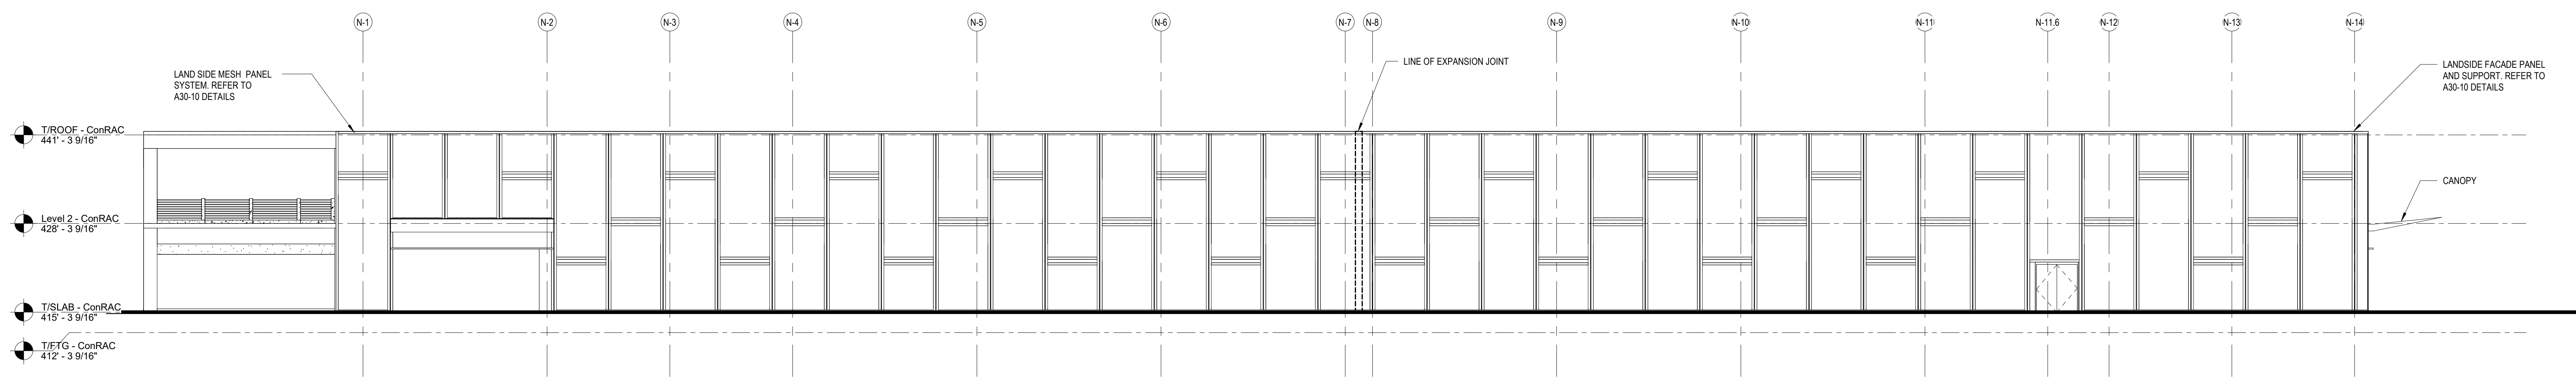 N-1
N-2
N-3
N-4
N-5
N-6
N-7
N-8
N-9
N-10
N-11
N-11.6
N-12
N-13
N-14
LAND SIDE MESH PANEL
SYSTEM. REFER TO
A30-10 DETAILS
LINE OF EXPANSION JOINT
LANDSIDE FACADE PANEL
AND SUPPORT. REFER TO
A30-10 DETAILS
T/ROOF - ConRAC
441' - 3 9/16"
CANOPY
Level 2 - ConRAC
428' - 3 9/16"
T/SLAB - ConRAC
415' - 3 9/16"
T/FTG - ConRAC
412' - 3 9/16"